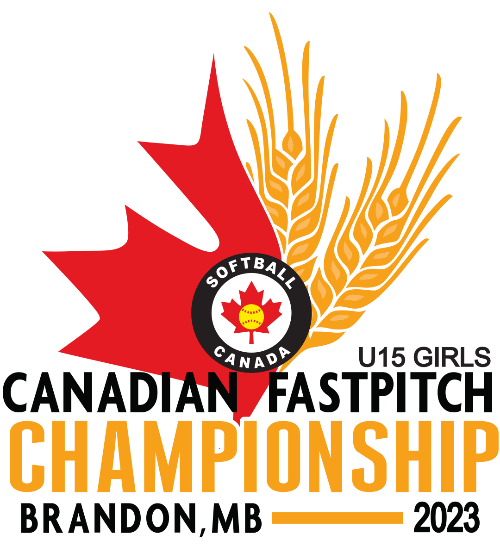 SOFTBALL
CANADA
U15 GIRLS
CANADIAN FASTPITCH
CHAMPIONSHIP
BRANDON, MB 2023